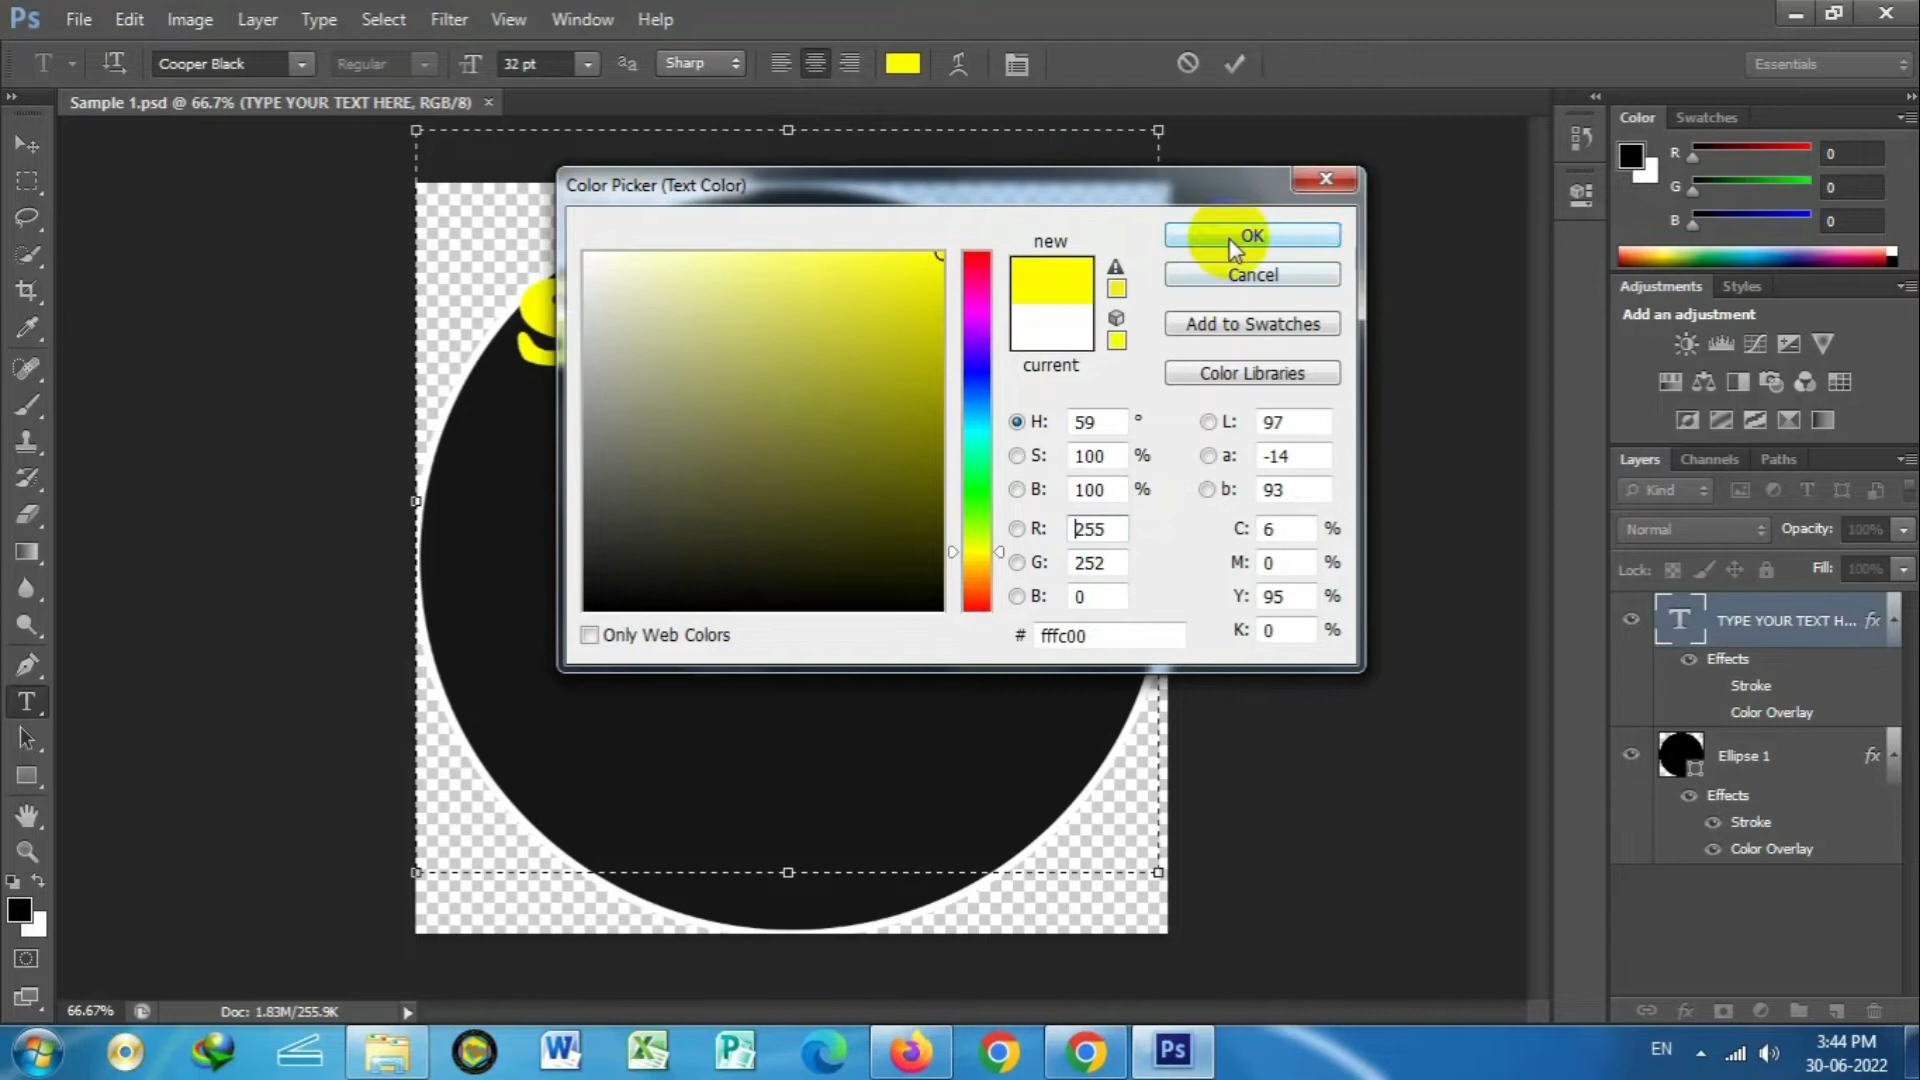 Ps File Edit Image Layer Type Select Filter View Window Help
T Cooper Black Regular 32 pt aa Sharp Essentials
Sample 1.psd @ 66.7% (TYPE YOUR TEXT HERE, RGB/8) ×
Color Picker (Text Color)
new
current
OK
Cancel
Add to Swatches
Color Libraries
H: 59 ° L: 97
S: 100 % a: -14
B: 100 % b: 93
R: 255 C: 6 %
G: 252 M: 0 %
B: 0 Y: 95 %
# fffc00 K: 0 %
Only Web Colors
Color Swatches
R 0
G 0
B 0
Adjustments Styles
Add an adjustment
Layers Channels Paths
Kind
Normal Opacity: 100%
Lock: Fill: 100%
T TYPE YOUR TEXT H... fx
Effects
Stroke
Color Overlay
Ellipse 1 fx
Effects
Stroke
Color Overlay
66.67% Doc: 1.83M/255.9K
EN 3:44 PM
30-06-2022